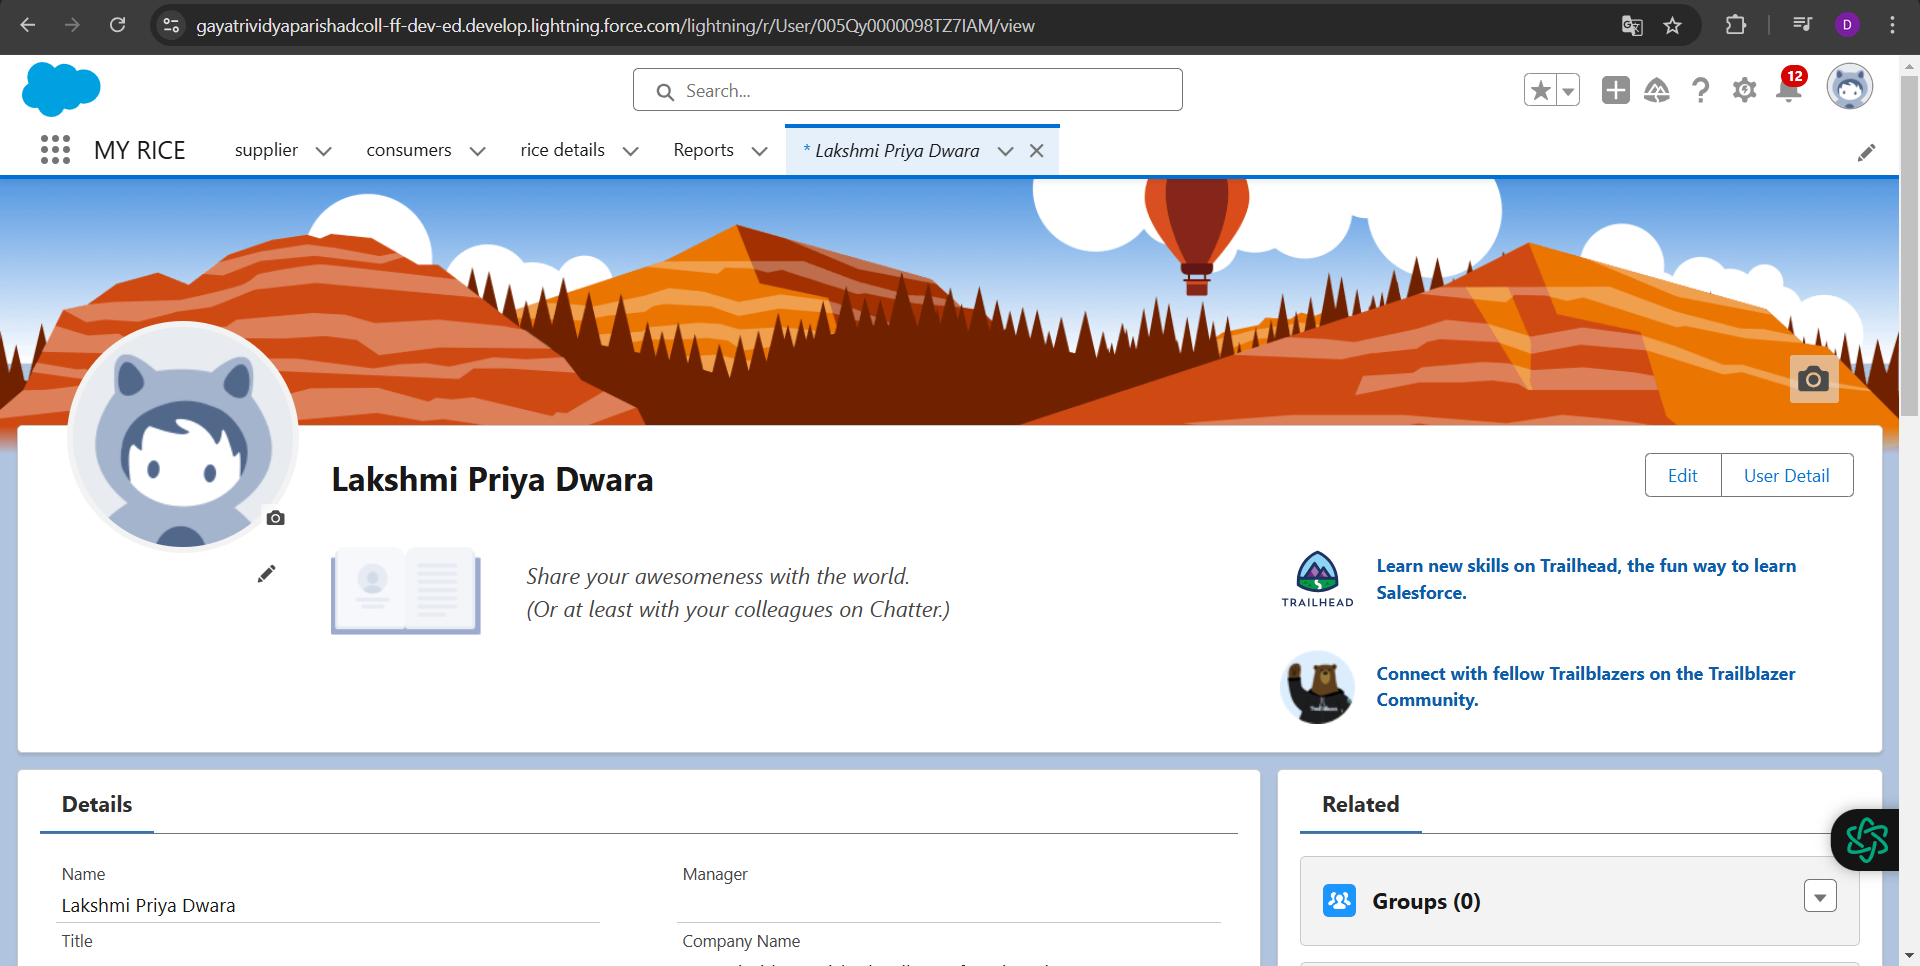 gayatrividyaparishadcoll-ff-dev-ed.develop.lightning.force.com/lightning/r/User/005Qy0000098TZ7IAM/view
D
Search...
12
MY RICE
supplier
consumers
rice details
Reports
* Lakshmi Priya Dwara
Lakshmi Priya Dwara
Edit
User Detail
Share your awesomeness with the world.
(Or at least with your colleagues on Chatter.)
TRAILHEAD
Learn new skills on Trailhead, the fun way to learn
Salesforce.
Connect with fellow Trailblazers on the Trailblazer
Community.
Details
Related
Name
Lakshmi Priya Dwara
Manager
Groups (0)
Title
Company Name